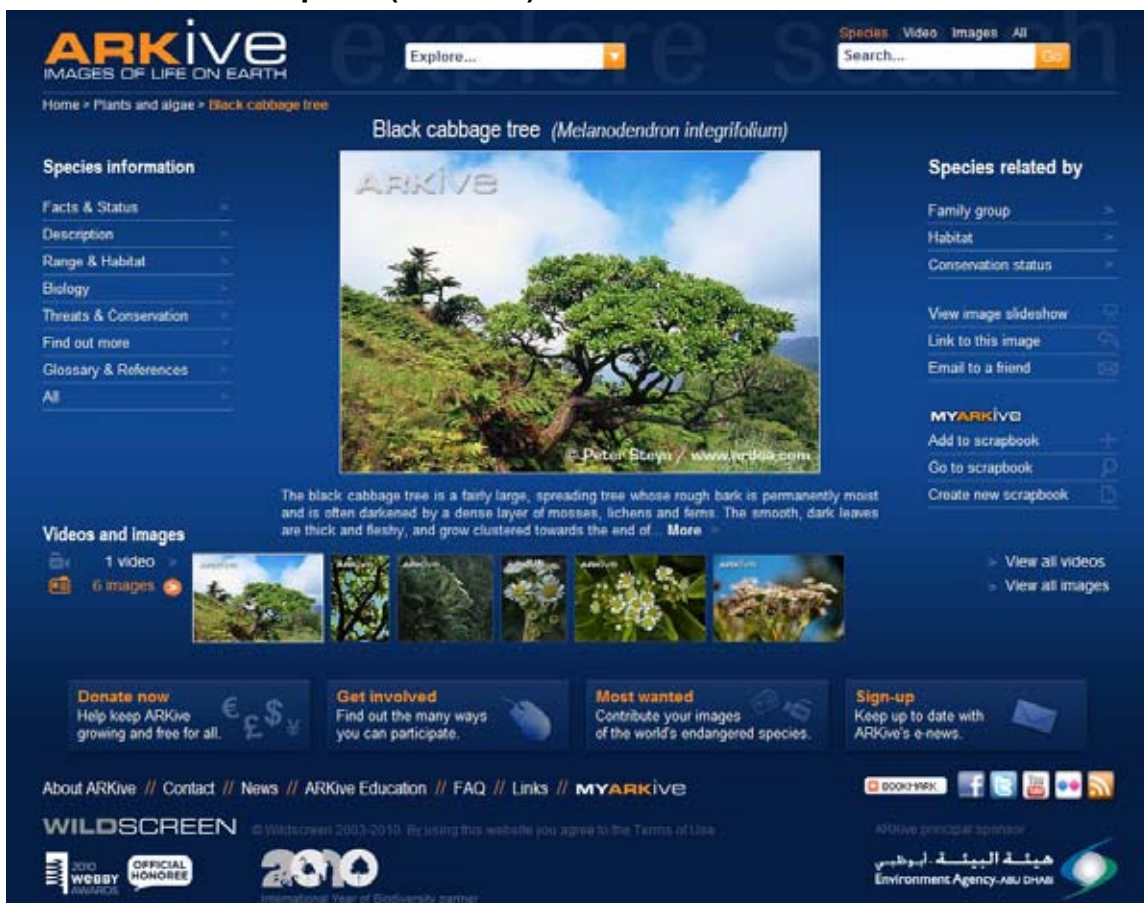 ARKive
IMAGES OF LIFE ON EARTH
Explore...
Species Video Images All
Search...
Go
explore search
Home > Plants and algae > Black cabbage tree
Black cabbage tree (Melanodendron integrifolium)
Species information
Facts & Status
Description
Range & Habitat
Biology
Threats & Conservation
Find out more
Glossary & References
All
ARKive
© Peter Steyn / www.ardea.com
Species related by
Family group
Habitat
Conservation status
View image slideshow
Link to this image
Email to a friend
MYARKive
Add to scrapbook
Go to scrapbook
Create new scrapbook
The black cabbage tree is a fairly large, spreading tree whose rough bark is permanently moist
and is often darkened by a dense layer of mosses, lichens and ferns. The smooth, dark leaves
are thick and fleshy, and grow clustered towards the end of... More
Videos and images
1 video
6 images
ARKive
ARKive
ARKive
ARKive
ARKive
ARKive
> View all videos
> View all images
Donate now
Help keep ARKive
growing and free for all.
€ £ $ ¥
Get involved
Find out the many ways
you can participate.
Most wanted
Contribute your images
of the world's endangered species.
Sign-up
Keep up to date with
ARKive's e-news.
About ARKive // Contact // News // ARKive Education // FAQ // Links // MYARKive
BOOKMARK
You Tube
WILDSCREEN
© Wildscreen 2003-2010. By using this website you agree to the Terms of Use
ARKive principal sponsor
2010
WEBBY
AWARDS
OFFICIAL
HONOREE
2010
International Year of Biodiversity partner
هيئة البيئة - أبوظبي
Environment Agency-ABU DHABI